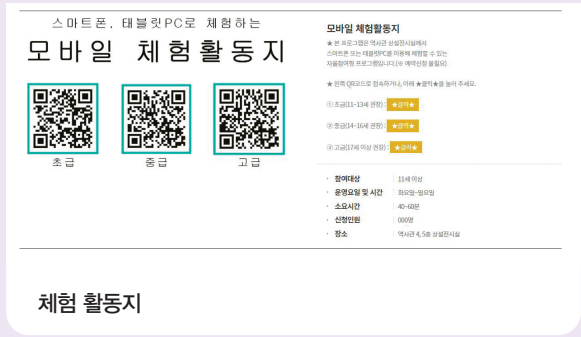 스마트폰, 태블릿PC로 체험하는
모바일 체험활동지
초급
중급
고급
모바일 체험활동지
★ 본 프로그램은 역사관 상설전시실에서
스마트폰 또는 태블릿PC를 이용해 체험할 수 있는
자율참여형 프로그램입니다.(※ 예약신청 불필요)
★ 왼쪽 QR코드로 접속하거나, 아래 ★클릭★을 눌러 주세요.
① 초급(11~13세 권장) : ★클릭★
② 중급(14~16세 권장) : ★클릭★
③ 고급(17세 이상 권장) : ★클릭★
· 참여대상 11세 이상
· 운영요일 및 시간 화요일~일요일
· 소요시간 40~60분
· 신청인원 000명
· 장소 역사관 4, 5층 상설전시실
체험 활동지